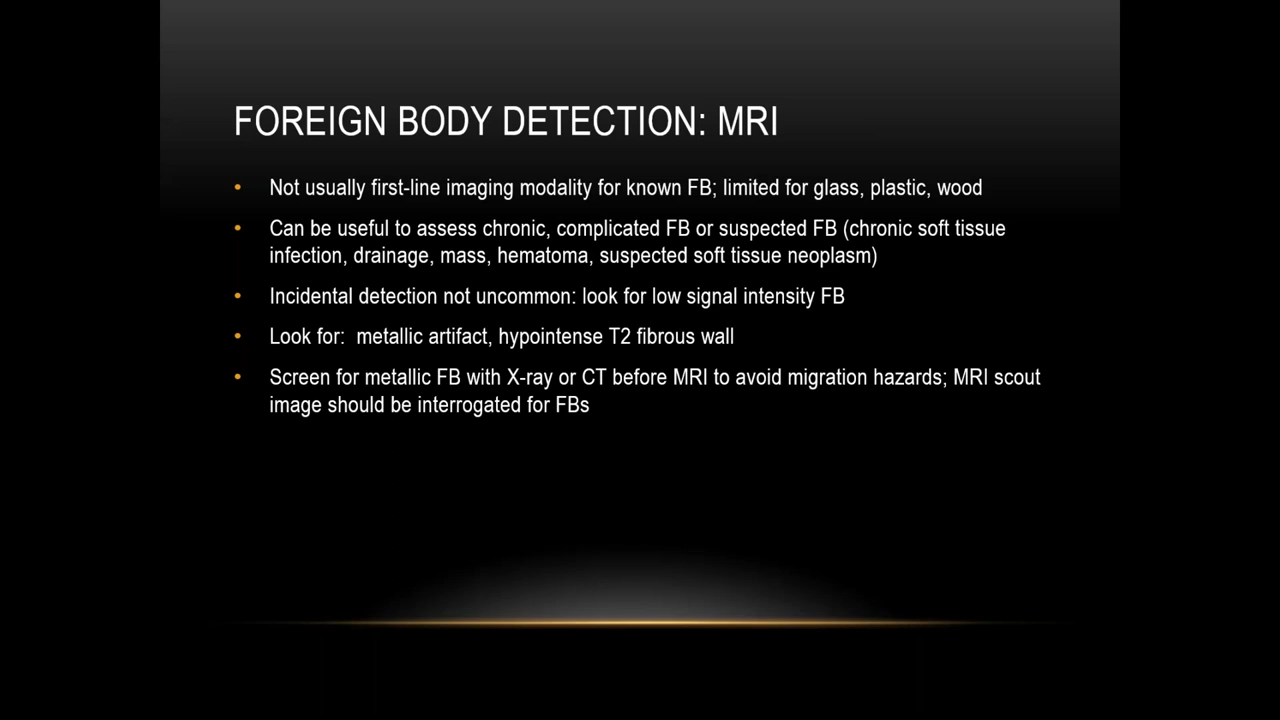 FOREIGN BODY DETECTION: MRI
• Not usually first-line imaging modality for known FB; limited for glass, plastic, wood
• Can be useful to assess chronic, complicated FB or suspected FB (chronic soft tissue
infection, drainage, mass, hematoma, suspected soft tissue neoplasm)
• Incidental detection not uncommon: look for low signal intensity FB
• Look for:  metallic artifact, hypointense T2 fibrous wall
• Screen for metallic FB with X-ray or CT before MRI to avoid migration hazards; MRI scout
image should be interrogated for FBs